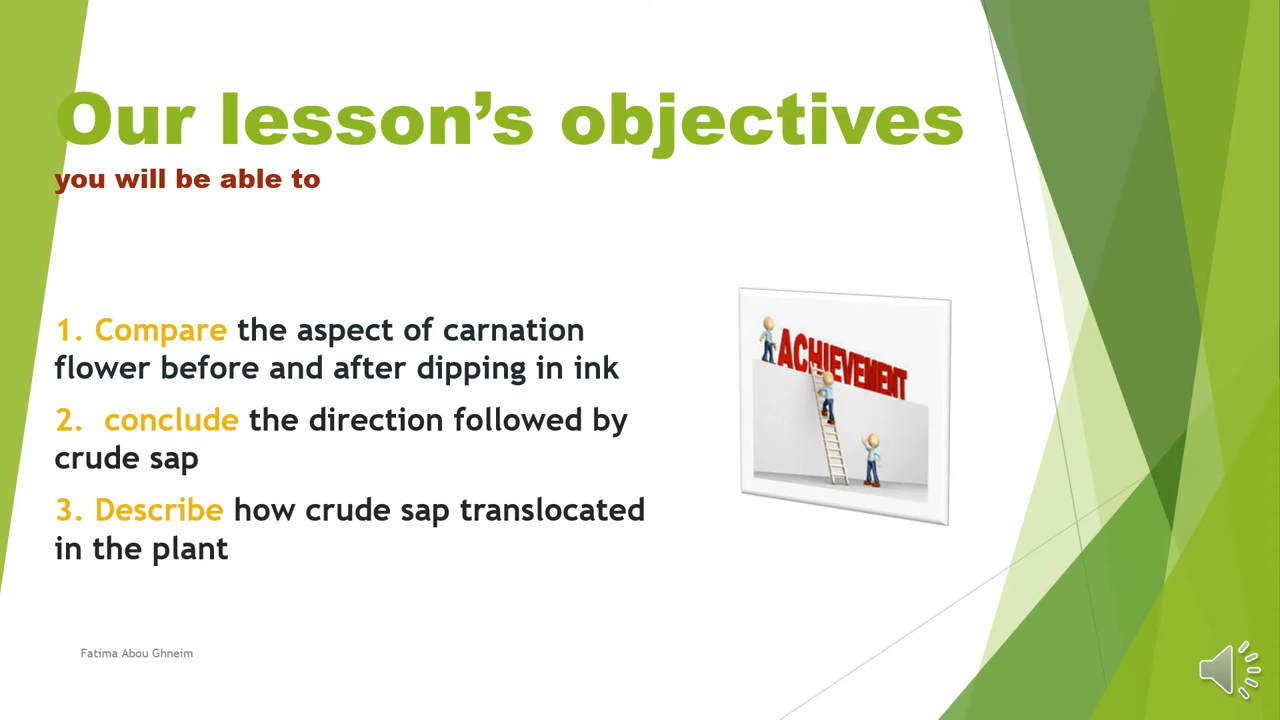 Our lesson’s objectives
you will be able to
1. Compare the aspect of carnation
flower before and after dipping in ink
2. conclude the direction followed by
crude sap
3. Describe how crude sap translocated
in the plant
ACHIEVEMENT
Fatima Abou Ghneim